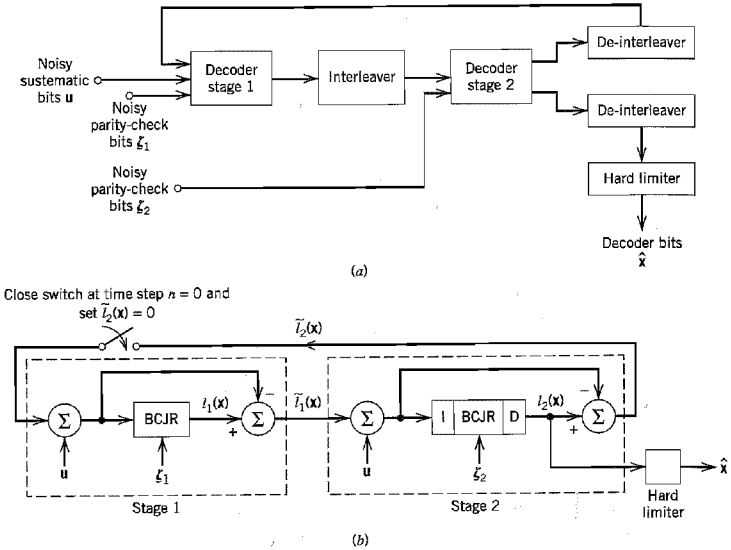 Noisy
sustematic
bits u
Noisy
parity-check
bits ζ1
Noisy
parity-check
bits ζ2
Decoder
stage 1
Interleaver
Decoder
stage 2
De-interleaver
De-interleaver
Hard limiter
Decoder bits
x̂
(a)
Close switch at time step n = 0 and
set l̃2(x) = 0
l̃2(x)
Σ
BCJR
l1(x)
+
−
Σ
l̃1(x)
u
ζ1
Stage 1
Σ
I BCJR D
l2(x)
+
−
Σ
u
ζ2
Stage 2
Hard
limiter
x̂
(b)